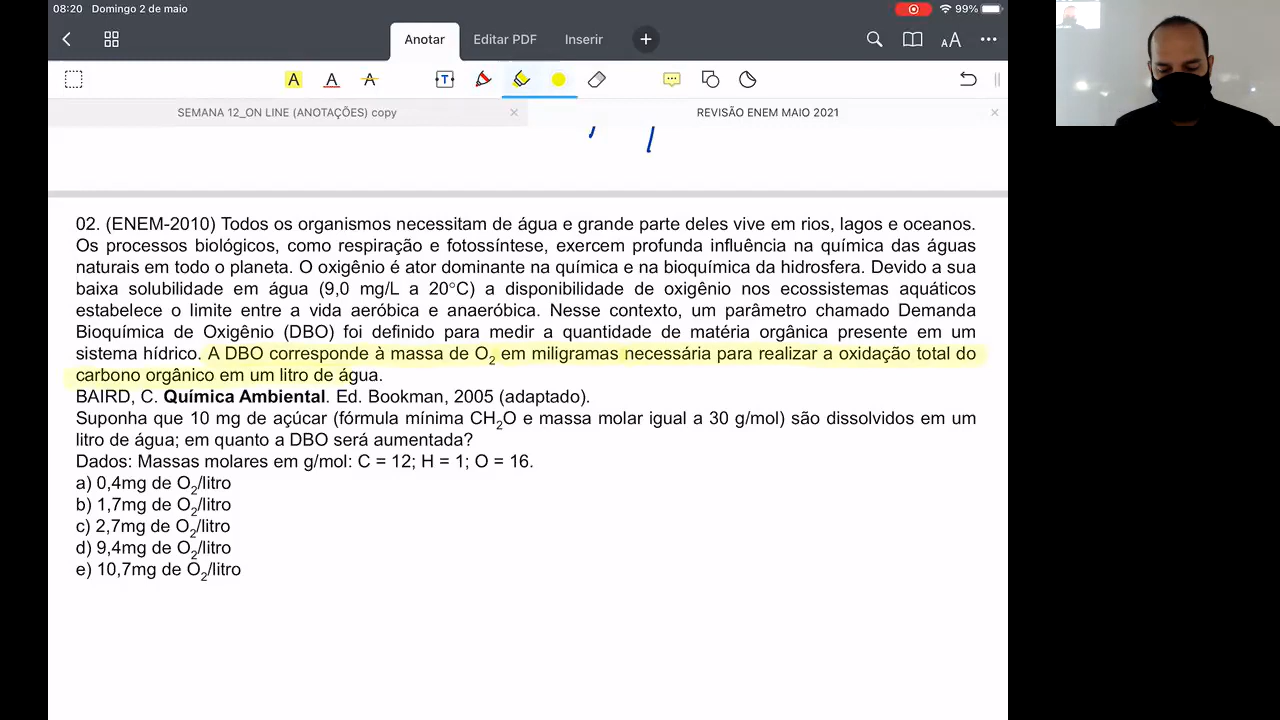 08:20 Domingo 2 de maio 99%
Anotar Editar PDF Inserir + AA
A A A T
SEMANA 12_ON LINE (ANOTAÇÕES) copy REVISÃO ENEM MAIO 2021
02. (ENEM-2010) Todos os organismos necessitam de água e grande parte deles vive em rios, lagos e oceanos.
Os processos biológicos, como respiração e fotossíntese, exercem profunda influência na química das águas
naturais em todo o planeta. O oxigênio é ator dominante na química e na bioquímica da hidrosfera. Devido a sua
baixa solubilidade em água (9,0 mg/L a 20°C) a disponibilidade de oxigênio nos ecossistemas aquáticos
estabelece o limite entre a vida aeróbica e anaeróbica. Nesse contexto, um parâmetro chamado Demanda
Bioquímica de Oxigênio (DBO) foi definido para medir a quantidade de matéria orgânica presente em um
sistema hídrico. A DBO corresponde à massa de O₂ em miligramas necessária para realizar a oxidação total do
carbono orgânico em um litro de água.
BAIRD, C. Química Ambiental. Ed. Bookman, 2005 (adaptado).
Suponha que 10 mg de açúcar (fórmula mínima CH₂O e massa molar igual a 30 g/mol) são dissolvidos em um
litro de água; em quanto a DBO será aumentada?
Dados: Massas molares em g/mol: C = 12; H = 1; O = 16.
a) 0,4mg de O₂/litro
b) 1,7mg de O₂/litro
c) 2,7mg de O₂/litro
d) 9,4mg de O₂/litro
e) 10,7mg de O₂/litro